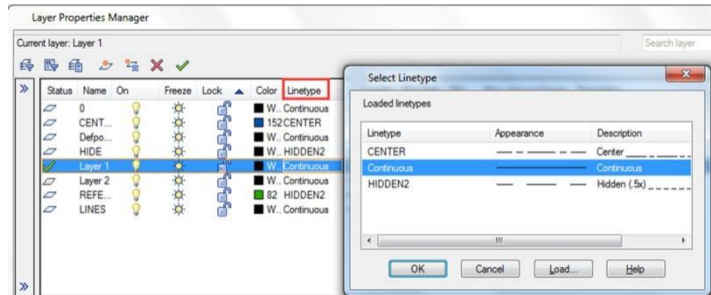 Layer Properties Manager
Current layer: Layer 1
Search layer
Status Name On Freeze Lock Color Linetype
0 W.. Continuous
CENT... 152 CENTER
Defpo... W.. Continuous
HIDE W.. HIDDEN2
Layer 1 W.. Continuous
Layer 2 W.. Continuous
REFE... 82 HIDDEN2
LINES W.. Continuous
Select Linetype
Loaded linetypes
Linetype Appearance Description
CENTER Center
Continuous Continuous
HIDDEN2 Hidden (.5x)
OK Cancel Load... Help